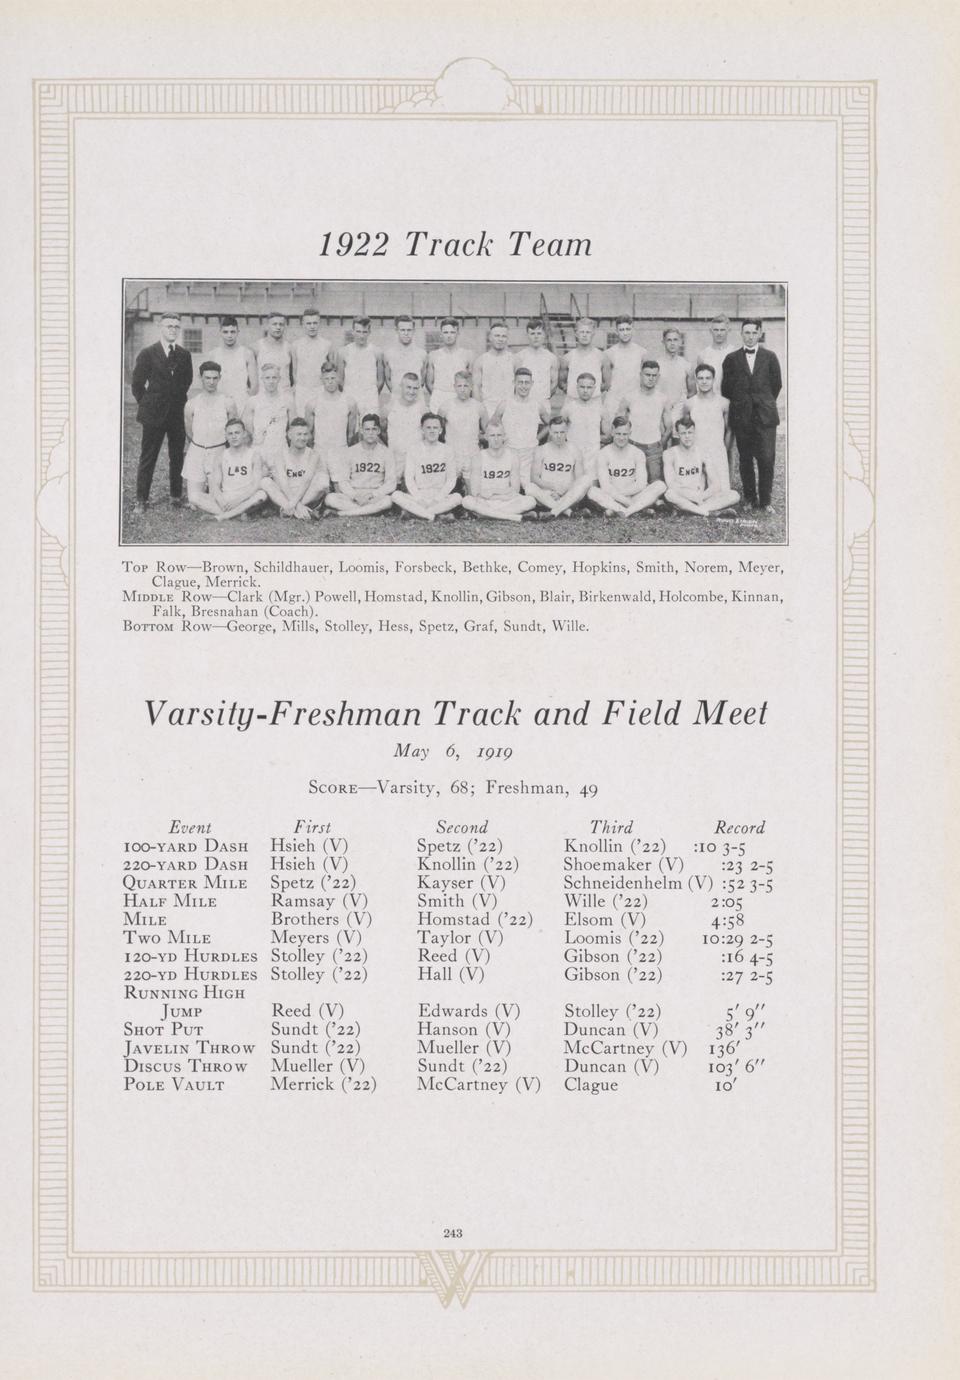 1922 Track Team
L&S ENG'R 1922 1922 1922 1922 1922 ENG'R
Top Row—Brown, Schildhauer, Loomis, Forsbeck, Bethke, Comey, Hopkins, Smith, Norem, Meyer,
Clague, Merrick.
Middle Row—Clark (Mgr.) Powell, Homstad, Knollin, Gibson, Blair, Birkenwald, Holcombe, Kinnan,
Falk, Bresnahan (Coach).
Bottom Row—George, Mills, Stolley, Hess, Spetz, Graf, Sundt, Wille.
Varsity-Freshman Track and Field Meet
May 6, 1919
Score—Varsity, 68; Freshman, 49
Event First Second Third Record
100-yard Dash Hsieh (V) Spetz ('22) Knollin ('22) :10 3-5
220-yard Dash Hsieh (V) Knollin ('22) Shoemaker (V) :23 2-5
Quarter Mile Spetz ('22) Kayser (V) Schneidenhelm (V) :52 3-5
Half Mile Ramsay (V) Smith (V) Wille ('22) 2:05
Mile Brothers (V) Homstad ('22) Elsom (V) 4:58
Two Mile Meyers (V) Taylor (V) Loomis ('22) 10:29 2-5
120-yd Hurdles Stolley ('22) Reed (V) Gibson ('22) :16 4-5
220-yd Hurdles Stolley ('22) Hall (V) Gibson ('22) :27 2-5
Running High
Jump Reed (V) Edwards (V) Stolley ('22) 5' 9"
Shot Put Sundt ('22) Hanson (V) Duncan (V) 38' 3"
Javelin Throw Sundt ('22) Mueller (V) McCartney (V) 136'
Discus Throw Mueller (V) Sundt ('22) Duncan (V) 103' 6"
Pole Vault Merrick ('22) McCartney (V) Clague 10'
243
W